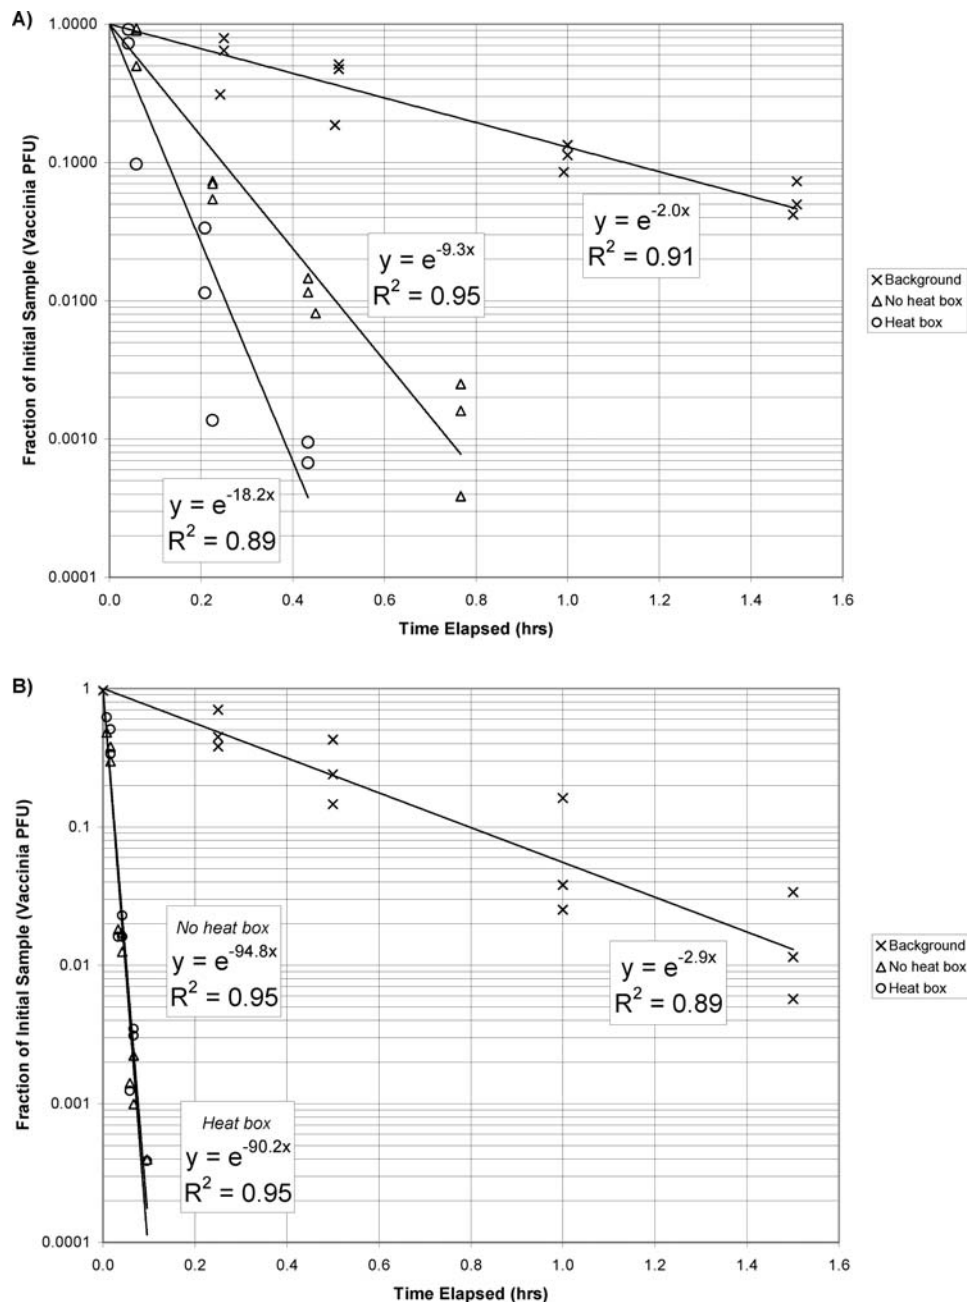 A)
Fraction of Initial Sample (Vaccinia PFU)
1.0000
0.1000
0.0100
0.0010
0.0001
y = e^-2.0x
R² = 0.91
y = e^-9.3x
R² = 0.95
y = e^-18.2x
R² = 0.89
× Background
△ No heat box
○ Heat box
0.0 0.2 0.4 0.6 0.8 1.0 1.2 1.4 1.6
Time Elapsed (hrs)
B)
Fraction of Initial Sample (Vaccinia PFU)
1
0.1
0.01
0.001
0.0001
No heat box
y = e^-94.8x
R² = 0.95
y = e^-2.9x
R² = 0.89
Heat box
y = e^-90.2x
R² = 0.95
× Background
△ No heat box
○ Heat box
0.0 0.2 0.4 0.6 0.8 1.0 1.2 1.4 1.6
Time Elapsed (hrs)